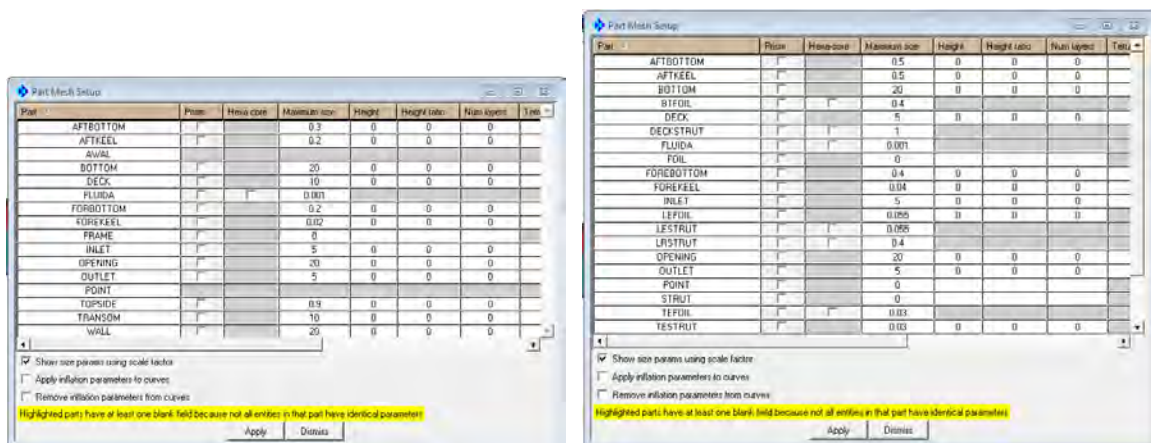 Part Mesh Setup
Part Prism Hexa-core Maximum size Height Height ratio Num layers
AFTBOTTOM 0.3 0 0 0
AFTKEEL 0.2 0 0 0
AWAL
BOTTOM 20 0 0 0
DECK 10 0 0 0
FLUIDA 0.001
FORBOTTOM 0.2 0 0 0
FOREKEEL 0.02 0 0 0
FRAME 0
INLET 5 0 0 0
OPENING 20 0 0 0
OUTLET 5 0 0 0
POINT
TOPSIDE 0.9 0 0 0
TRANSOM 10 0 0 0
WALL 20 0 0 0
Show size params using scale factor
Apply inflation parameters to curves
Remove inflation parameters from curves
Highlighted parts have at least one blank field because not all entities in that part have identical parameters
Apply Dismiss
Part Mesh Setup
Part Prism Hexa-core Maximum size Height Height ratio Num layers
AFTBOTTOM 0.5 0 0 0
AFTKEEL 0.5 0 0 0
BOTTOM 20 0 0 0
BTFOIL 0.4
DECK 5 0 0 0
DECKSTRUT 1
FLUIDA 0.001
FOIL 0
FOREBOTTOM 0.4 0 0 0
FOREKEEL 0.04 0 0 0
INLET 5 0 0 0
LEFOIL 0.055 0 0 0
LESTRUT 0.055
LRSTRUT 0.4
OPENING 20 0 0 0
OUTLET 5 0 0 0
POINT 0
STRUT 0
TEFOIL 0.03
TESTRUT 0.03 0 0 0
Show size params using scale factor
Apply inflation parameters to curves
Remove inflation parameters from curves
Highlighted parts have at least one blank field because not all entities in that part have identical parameters
Apply Dismiss